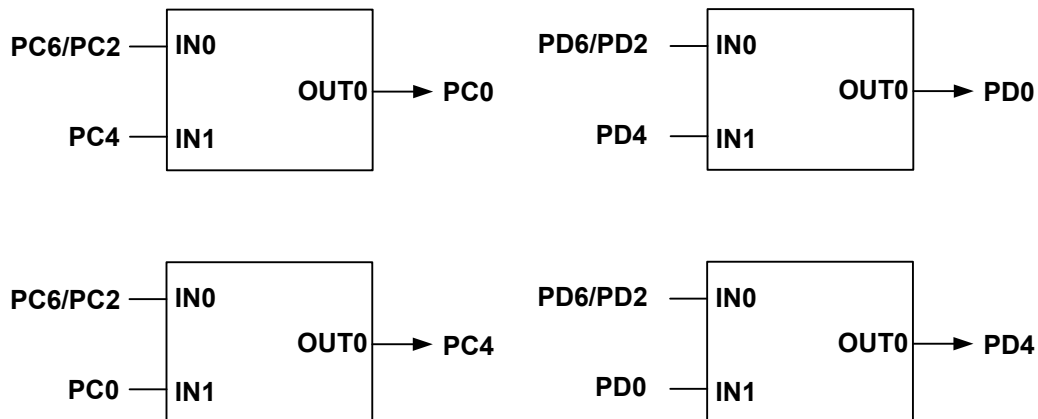 PC6/PC2 IN0 PD6/PD2 IN0
OUT0 PC0 OUT0 PD0
PC4 IN1 PD4 IN1
PC6/PC2 IN0 PD6/PD2 IN0
OUT0 PC4 OUT0 PD4
PC0 IN1 PD0 IN1